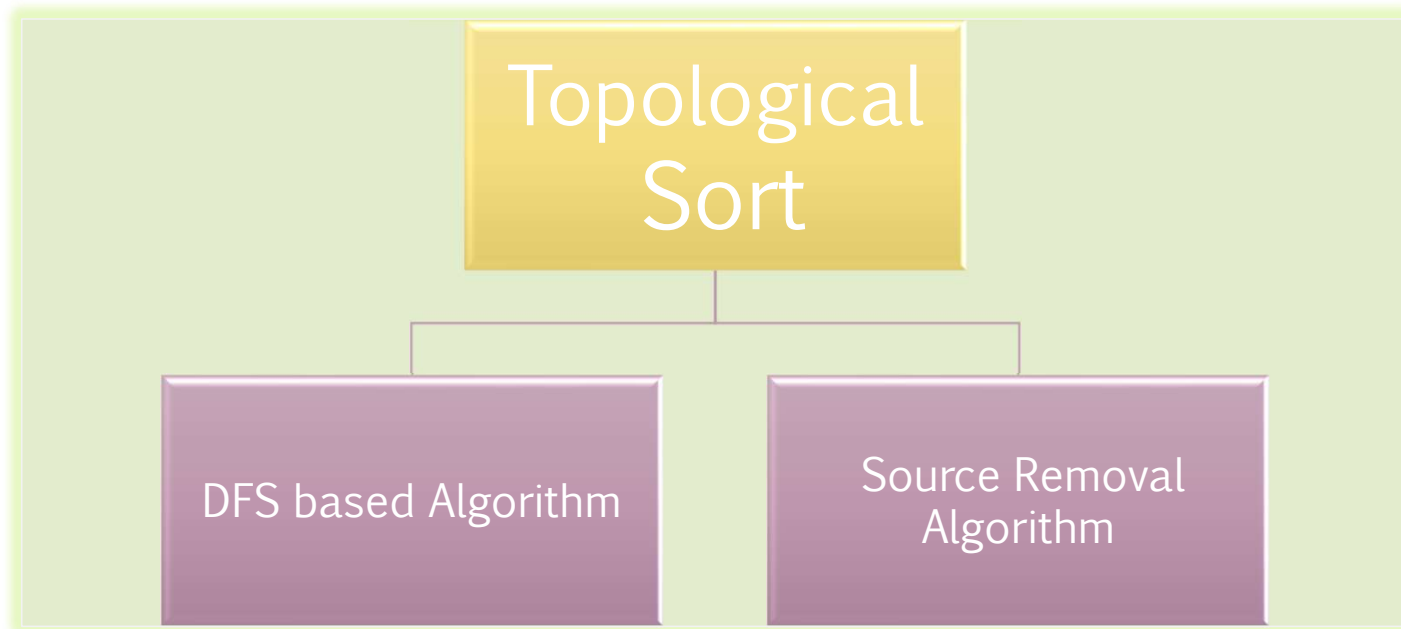 Topological
Sort
DFS based Algorithm
Source Removal
Algorithm